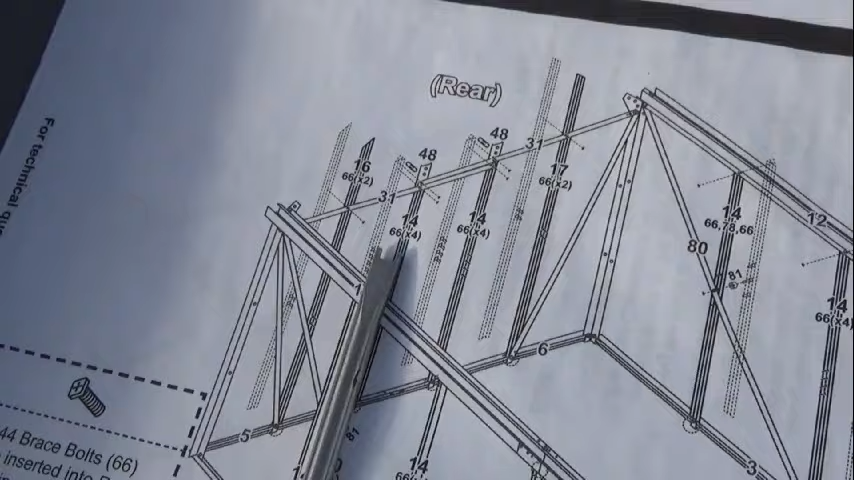 (Rear)
48
48
31
16
66(x2)
17
66(x2)
31
14
66(x4)
14
66(x4)
14
66,78,66
12
80
81
14
66(x4)
1
6
5
81
14
3
For technical que
44 Brace Bolts (66)
inserted into